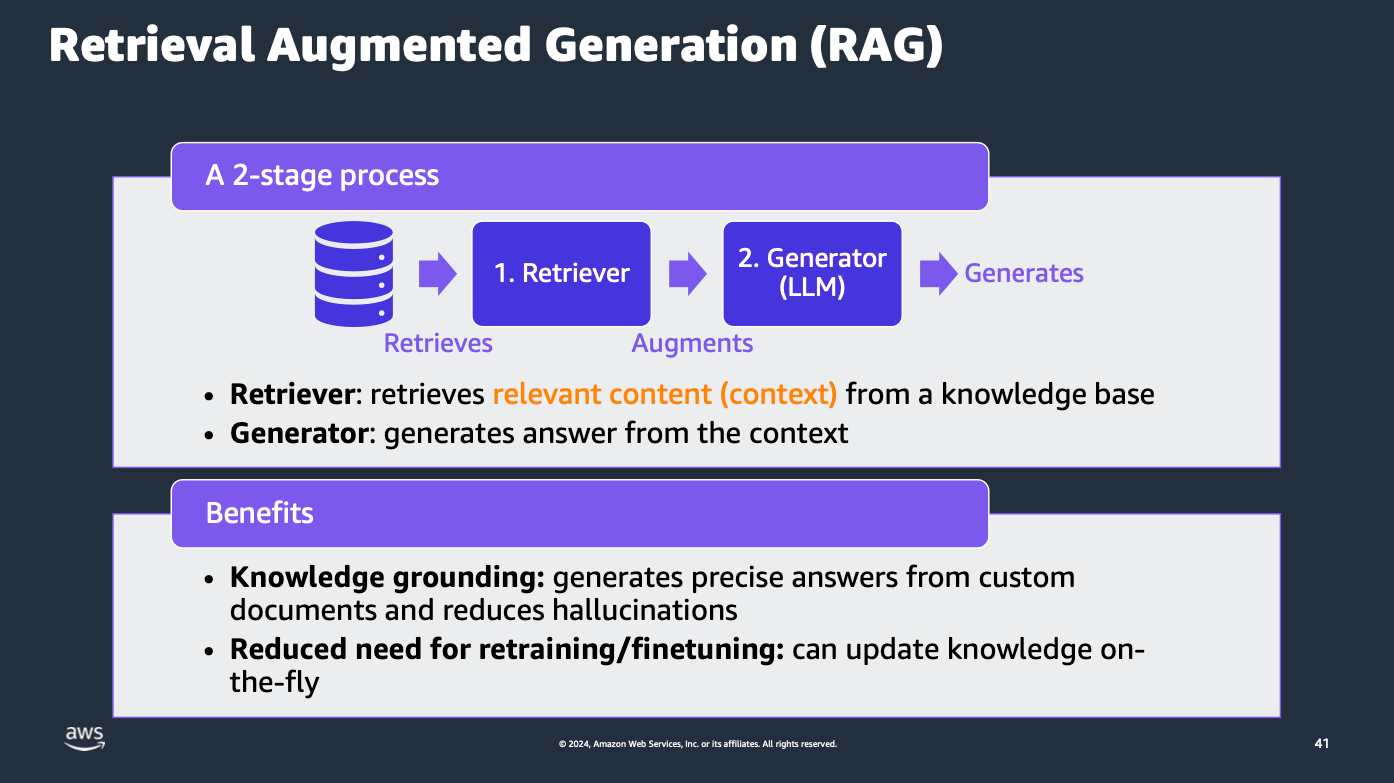 Retrieval Augmented Generation (RAG)
A 2-stage process
1. Retriever
2. Generator
(LLM)
Generates
Retrieves
Augments
• Retriever: retrieves relevant content (context) from a knowledge base
• Generator: generates answer from the context
Benefits
• Knowledge grounding: generates precise answers from custom
documents and reduces hallucinations
• Reduced need for retraining/finetuning: can update knowledge on-
the-fly
aws
© 2024, Amazon Web Services, Inc. or its affiliates. All rights reserved.
41